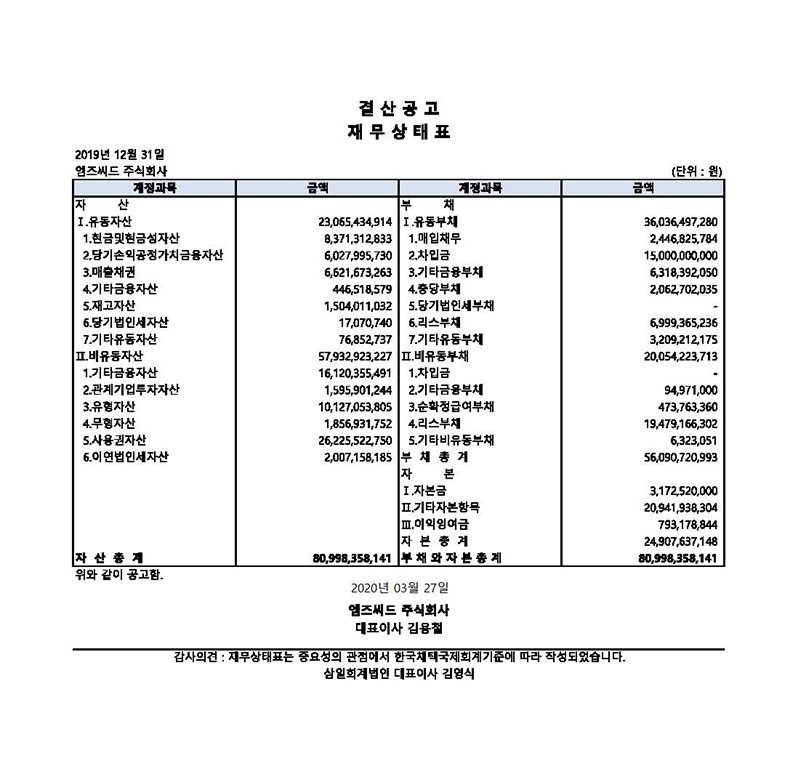 결산공고
재무상태표
2019년 12월 31일
엠즈씨드 주식회사 (단위 : 원)
계정과목 금액 계정과목 금액
자 산 부 채
Ⅰ.유동자산 23,065,434,914 Ⅰ.유동부채 36,036,497,280
1.현금및현금성자산 8,371,312,833 1.매입채무 2,446,825,784
2.당기손익공정가치금융자산 6,027,995,730 2.차입금 15,000,000,000
3.매출채권 6,621,673,263 3.기타금융부채 6,318,392,050
4.기타금융자산 446,518,579 4.충당부채 2,062,702,035
5.재고자산 1,504,011,032 5.당기법인세부채 -
6.당기법인세자산 17,070,740 6.리스부채 6,999,365,236
7.기타유동자산 76,852,737 7.기타유동부채 3,209,212,175
Ⅱ.비유동자산 57,932,923,227 Ⅱ.비유동부채 20,054,223,713
1.기타금융자산 16,120,355,491 1.차입금 -
2.관계기업투자자산 1,595,901,244 2.기타금융부채 94,971,000
3.유형자산 10,127,053,805 3.순확정급여부채 473,763,360
4.무형자산 1,856,931,752 4.리스부채 19,479,166,302
5.사용권자산 26,225,522,750 5.기타비유동부채 6,323,051
6.이연법인세자산 2,007,158,185 부 채 총 계 56,090,720,993
자 본
Ⅰ.자본금 3,172,520,000
Ⅱ.기타자본항목 20,941,938,304
Ⅲ.이익잉여금 793,178,844
자 본 총 계 24,907,637,148
자 산 총 계 80,998,358,141 부채와자본총계 80,998,358,141
위와 같이 공고함.
2020년 03월 27일
엠즈씨드 주식회사
대표이사 김용철
감사의견 : 재무상태표는 중요성의 관점에서 한국채택국제회계기준에 따라 작성되었습니다.
삼일회계법인 대표이사 김영식